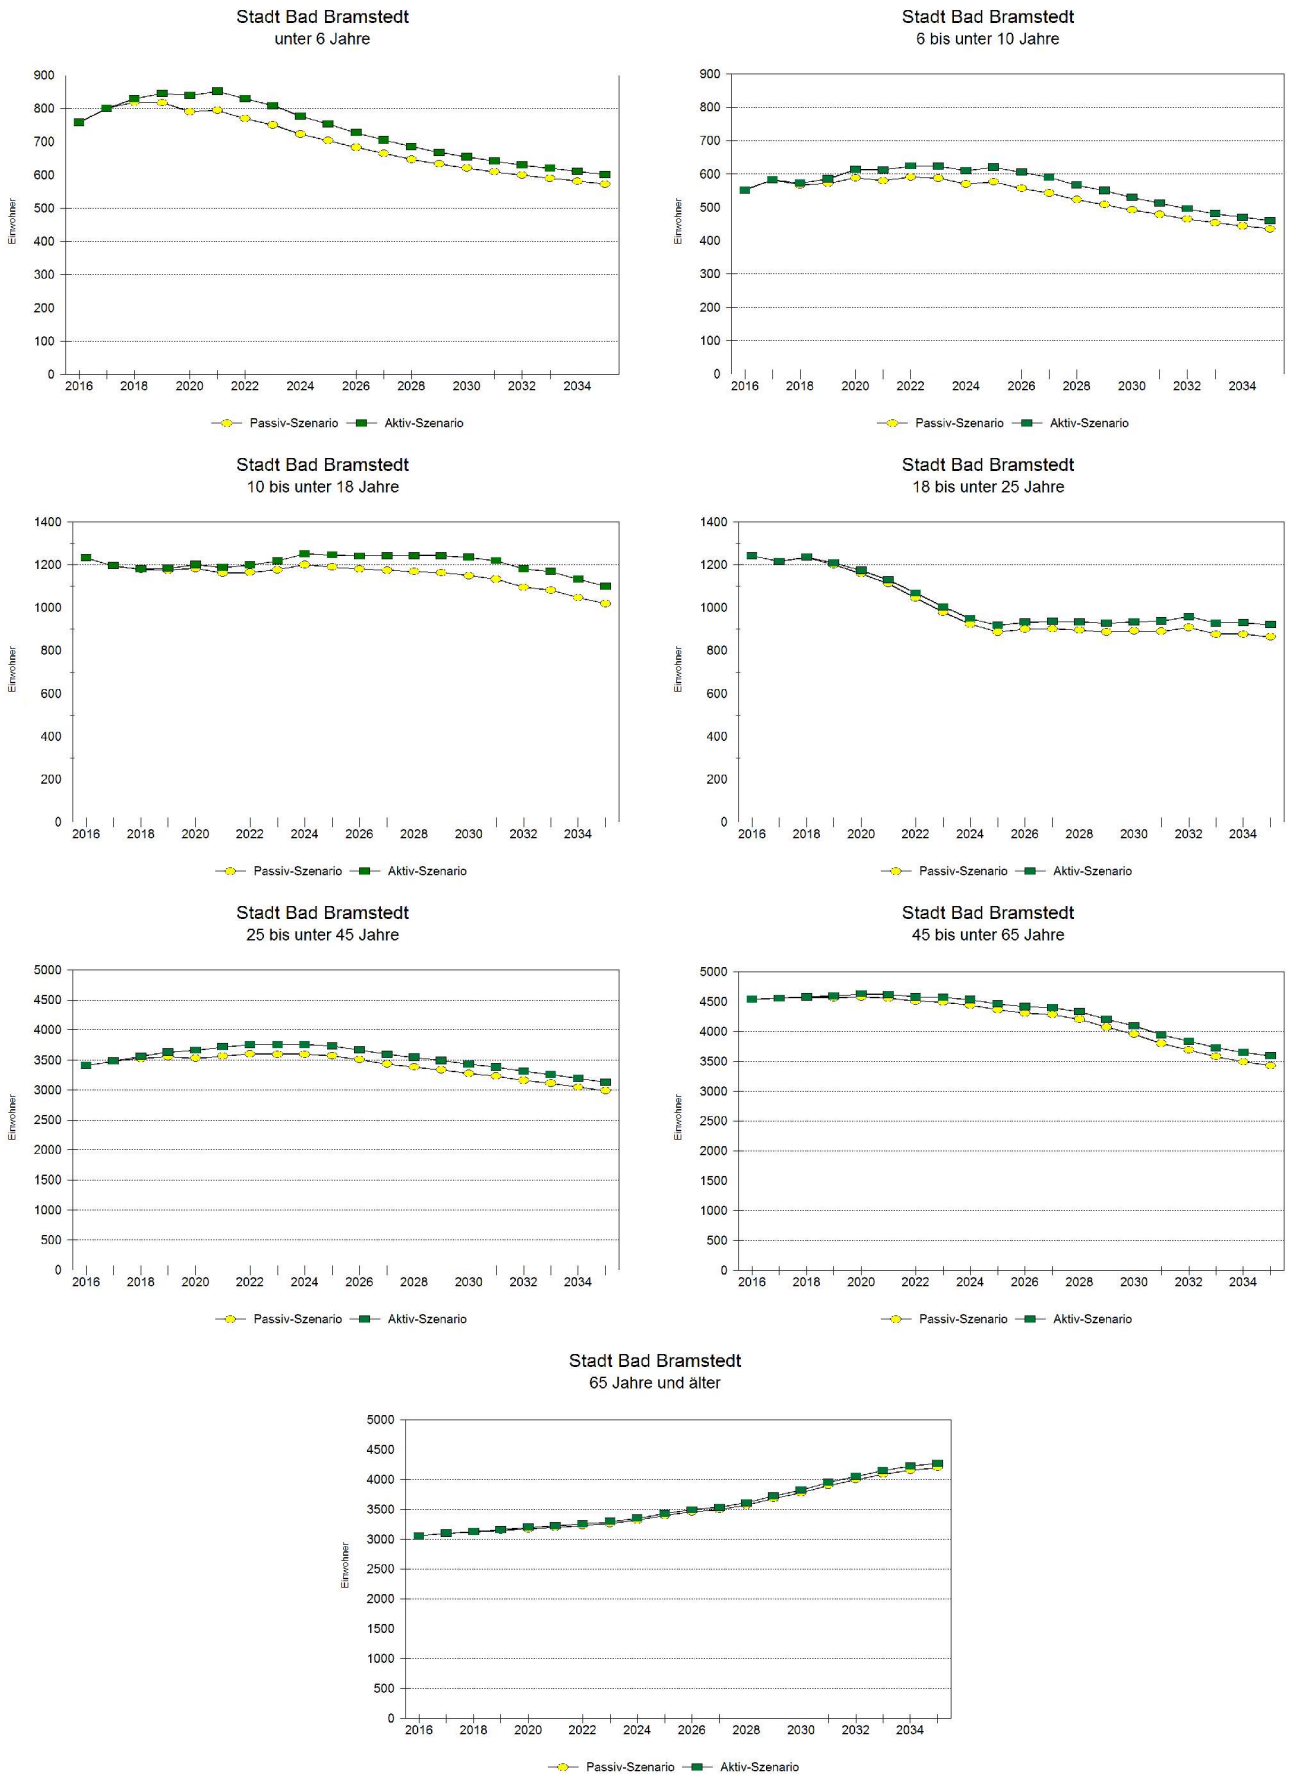 Stadt Bad Bramstedt
unter 6 Jahre
900
800
700
600
500
400
300
200
100
0
Einwohner
2016 2018 2020 2022 2024 2026 2028 2030 2032 2034
Passiv-Szenario Aktiv-Szenario
Stadt Bad Bramstedt
6 bis unter 10 Jahre
900
800
700
600
500
400
300
200
100
0
Einwohner
2016 2018 2020 2022 2024 2026 2028 2030 2032 2034
Passiv-Szenario Aktiv-Szenario
Stadt Bad Bramstedt
10 bis unter 18 Jahre
1400
1200
1000
800
600
400
200
0
Einwohner
2016 2018 2020 2022 2024 2026 2028 2030 2032 2034
Passiv-Szenario Aktiv-Szenario
Stadt Bad Bramstedt
18 bis unter 25 Jahre
1400
1200
1000
800
600
400
200
0
Einwohner
2016 2018 2020 2022 2024 2026 2028 2030 2032 2034
Passiv-Szenario Aktiv-Szenario
Stadt Bad Bramstedt
25 bis unter 45 Jahre
5000
4500
4000
3500
3000
2500
2000
1500
1000
500
0
Einwohner
2016 2018 2020 2022 2024 2026 2028 2030 2032 2034
Passiv-Szenario Aktiv-Szenario
Stadt Bad Bramstedt
45 bis unter 65 Jahre
5000
4500
4000
3500
3000
2500
2000
1500
1000
500
0
Einwohner
2016 2018 2020 2022 2024 2026 2028 2030 2032 2034
Passiv-Szenario Aktiv-Szenario
Stadt Bad Bramstedt
65 Jahre und älter
5000
4500
4000
3500
3000
2500
2000
1500
1000
500
0
Einwohner
2016 2018 2020 2022 2024 2026 2028 2030 2032 2034
Passiv-Szenario Aktiv-Szenario